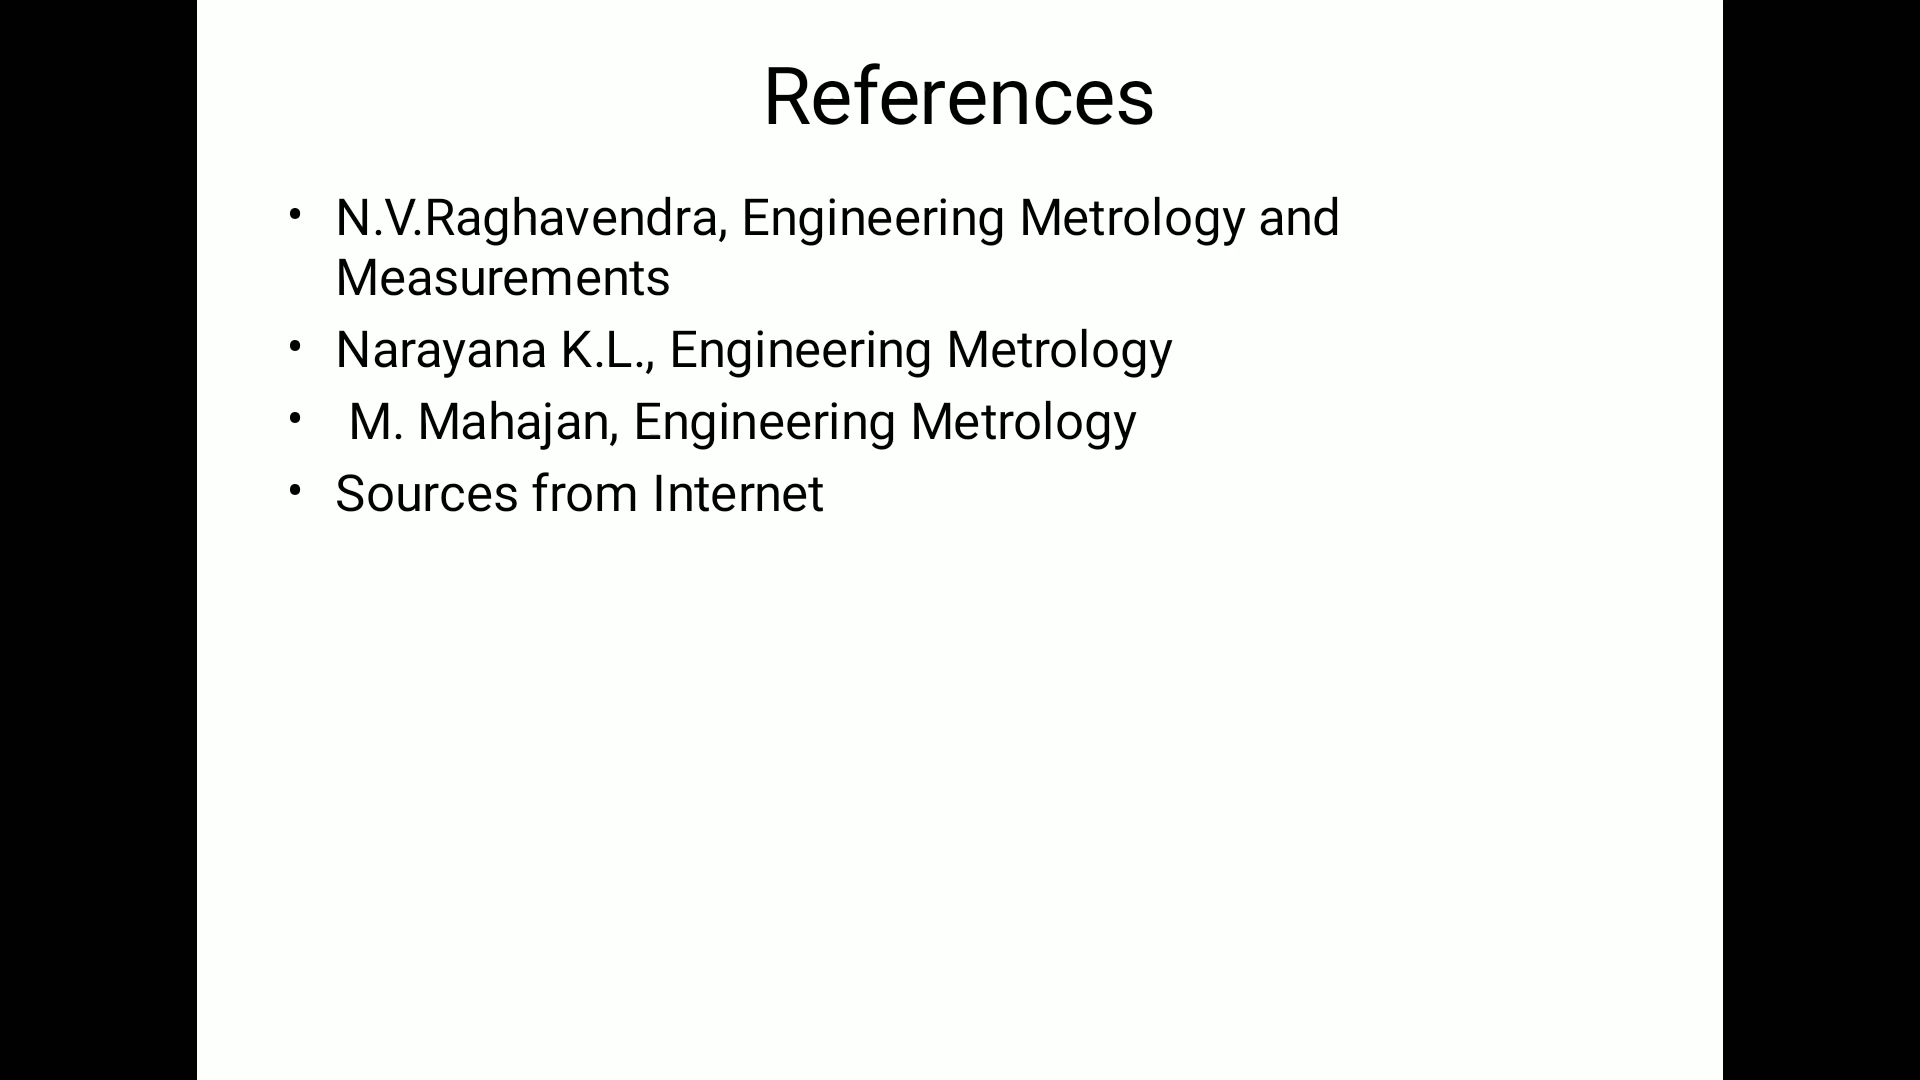 References
• N.V.Raghavendra, Engineering Metrology and
Measurements
• Narayana K.L., Engineering Metrology
• M. Mahajan, Engineering Metrology
• Sources from Internet